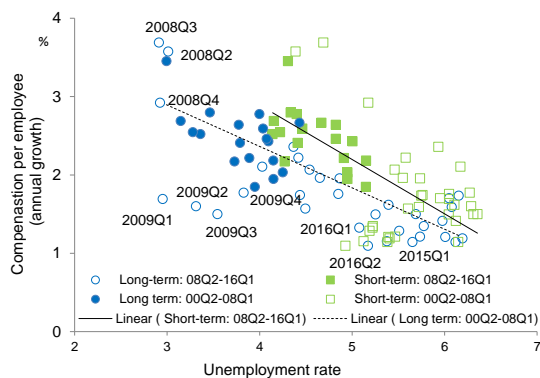 4
%
3
2
1
0
2
3
4
5
6
7
Compensation per employee
(annual growth)
2008Q3
2008Q2
2008Q4
2009Q2
2009Q1
2009Q3
2009Q4
2016Q1
2016Q2
2015Q1
Long-term: 08Q2-16Q1
Short-term: 08Q2-16Q1
Long term: 00Q2-08Q1
Short-term: 00Q2-08Q1
Linear ( Short-term: 08Q2-16Q1)
Linear ( Long term: 00Q2-08Q1)
Unemployment rate